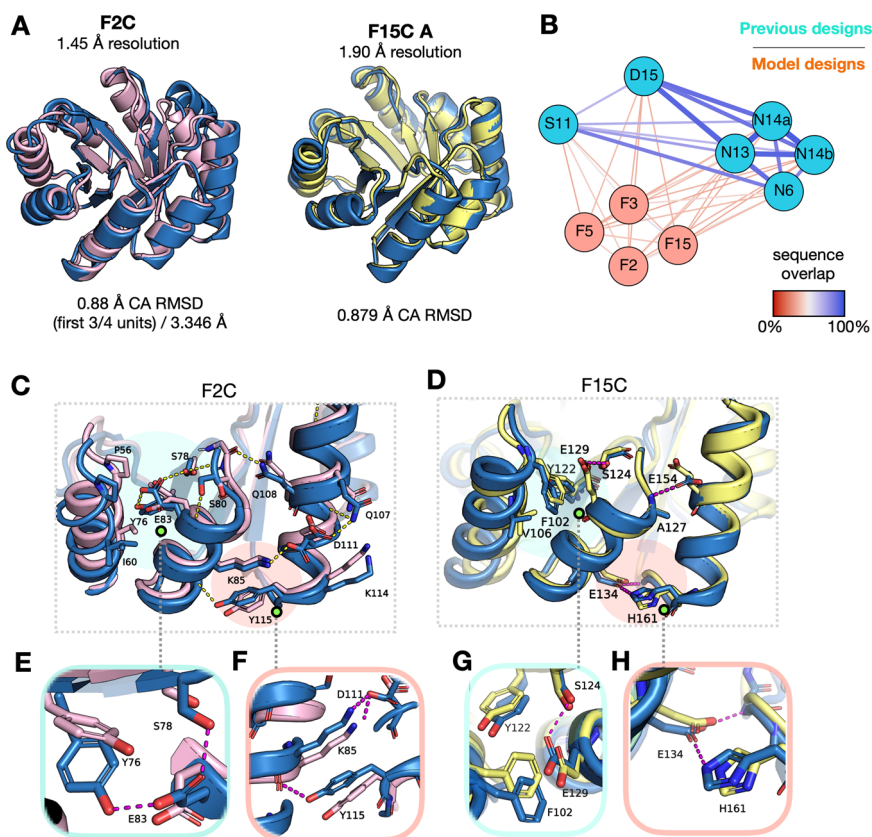 A
F2C
1.45 Å resolution
F15C A
1.90 Å resolution
0.88 Å CA RMSD
(first 3/4 units) / 3.346 Å
0.879 Å CA RMSD
B
Previous designs
Model designs
D15
S11
N14a
N13
N14b
N6
F3
F5
F15
F2
sequence
overlap
0%
100%
C
F2C
P56
S78
Y76
E83
S80
I60
Q108
Q107
D111
K85
K114
Y115
D
F15C
E129
Y122
S124
E154
F102
V106
A127
E134
H161
E
S78
Y76
E83
F
D111
K85
Y115
G
S124
Y122
E129
F102
H
E134
H161